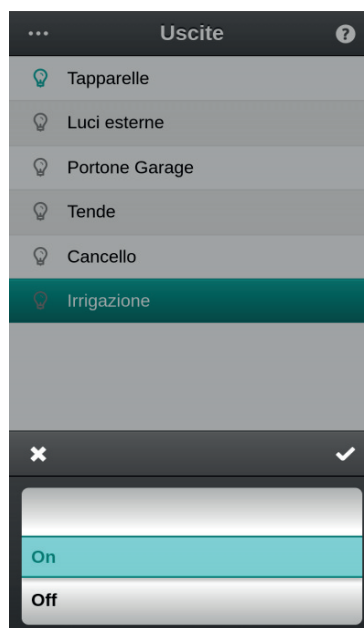 Uscite
Tapparelle
Luci esterne
Portone Garage
Tende
Cancello
Irrigazione
On
Off